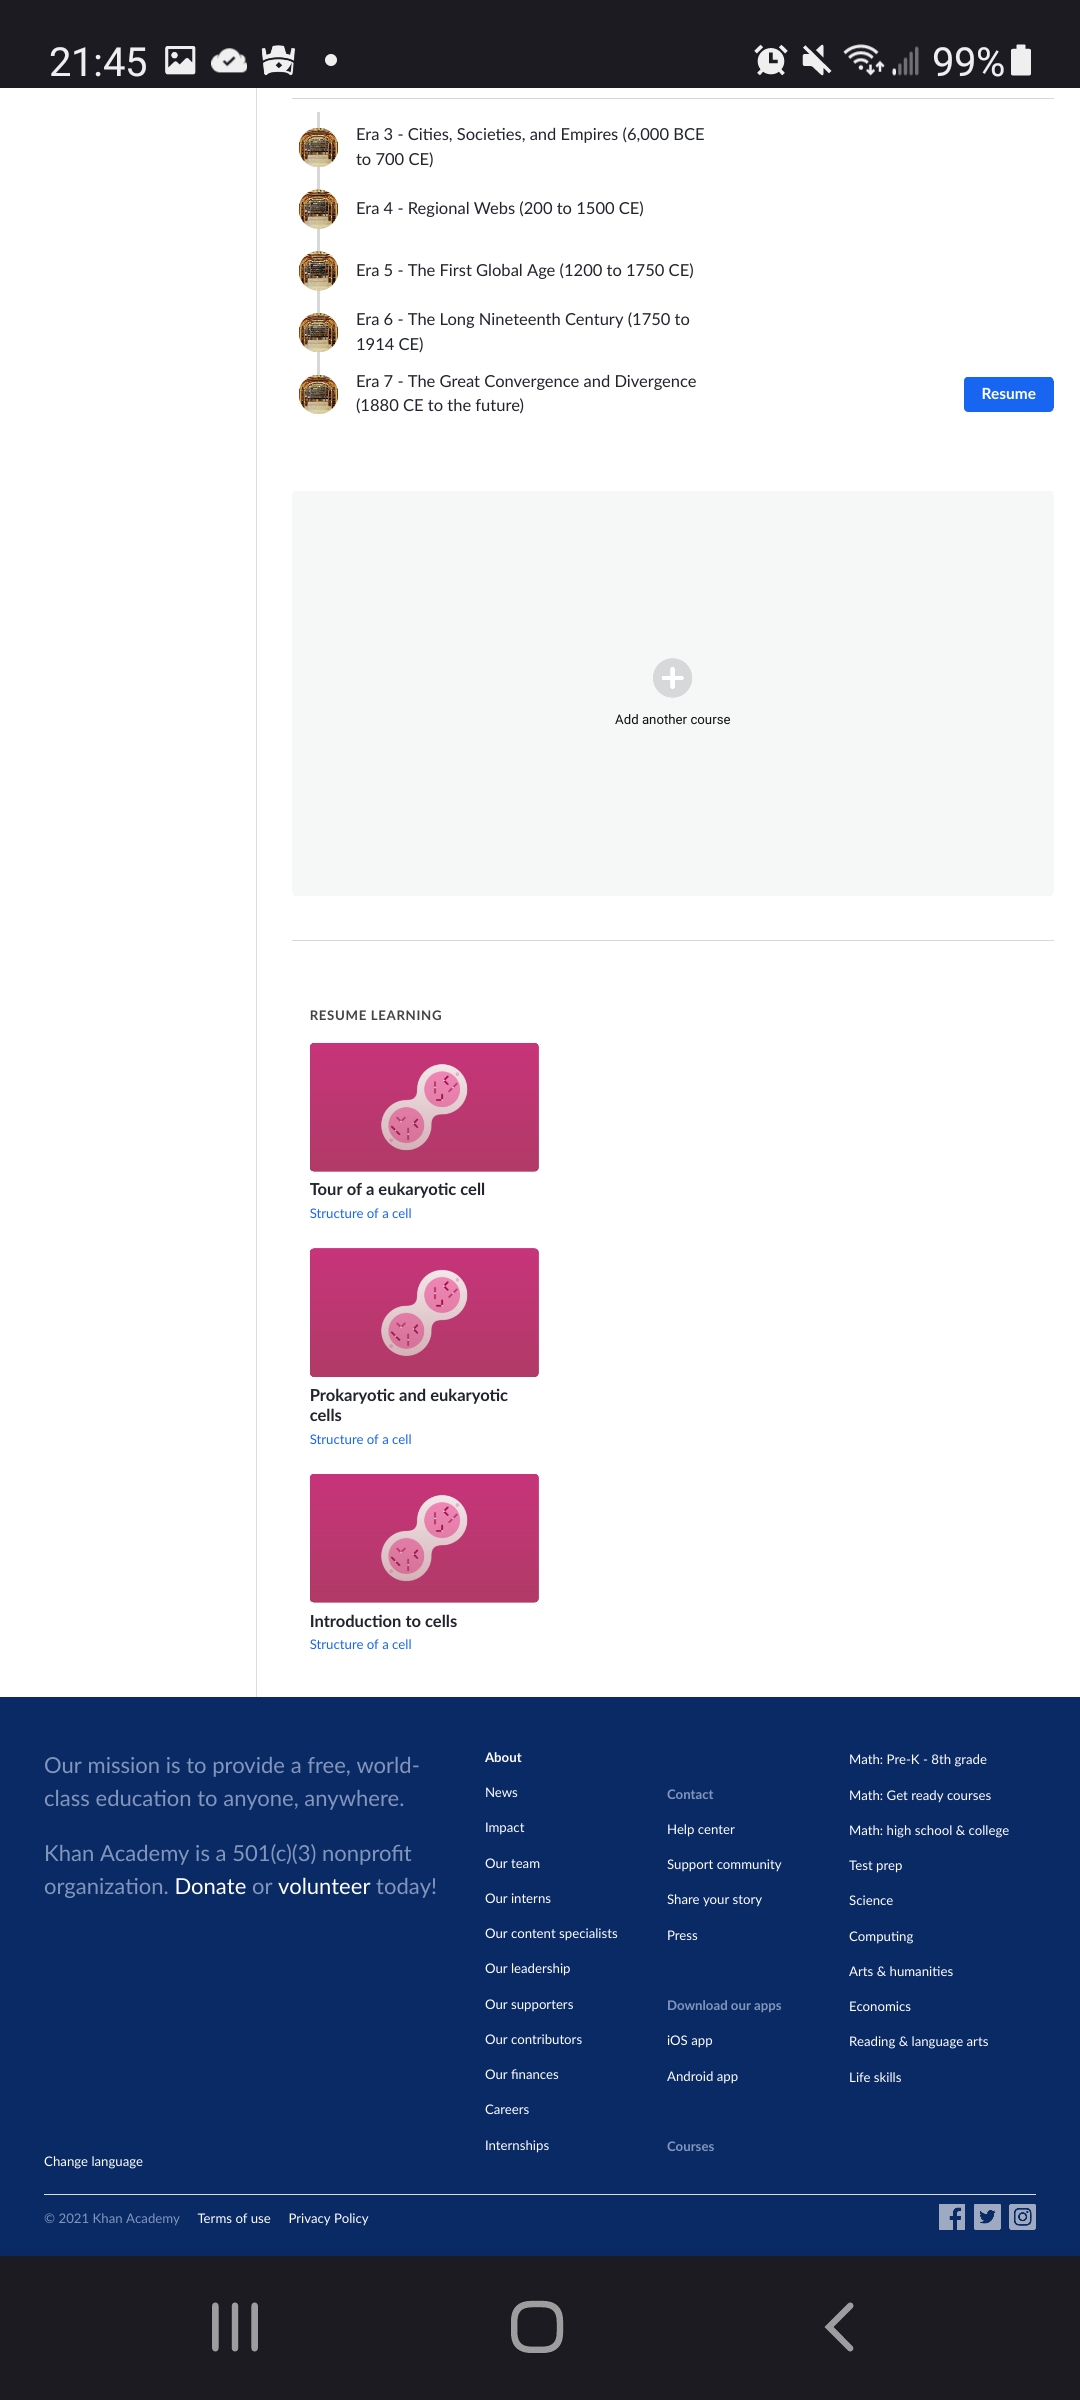 21:45
99%
Era 3 - Cities, Societies, and Empires (6,000 BCE
to 700 CE)
Era 4 - Regional Webs (200 to 1500 CE)
Era 5 - The First Global Age (1200 to 1750 CE)
Era 6 - The Long Nineteenth Century (1750 to
1914 CE)
Era 7 - The Great Convergence and Divergence
(1880 CE to the future)
Resume
Add another course
RESUME LEARNING
Tour of a eukaryotic cell
Structure of a cell
Prokaryotic and eukaryotic
cells
Structure of a cell
Introduction to cells
Structure of a cell
Our mission is to provide a free, world-
class education to anyone, anywhere.
Khan Academy is a 501(c)(3) nonprofit
organization. Donate or volunteer today!
About
News
Impact
Our team
Our interns
Our content specialists
Our leadership
Our supporters
Our contributors
Our finances
Careers
Internships
Contact
Help center
Support community
Share your story
Press
Download our apps
iOS app
Android app
Courses
Math: Pre-K - 8th grade
Math: Get ready courses
Math: high school & college
Test prep
Science
Computing
Arts & humanities
Economics
Reading & language arts
Life skills
Change language
© 2021 Khan Academy
Terms of use
Privacy Policy